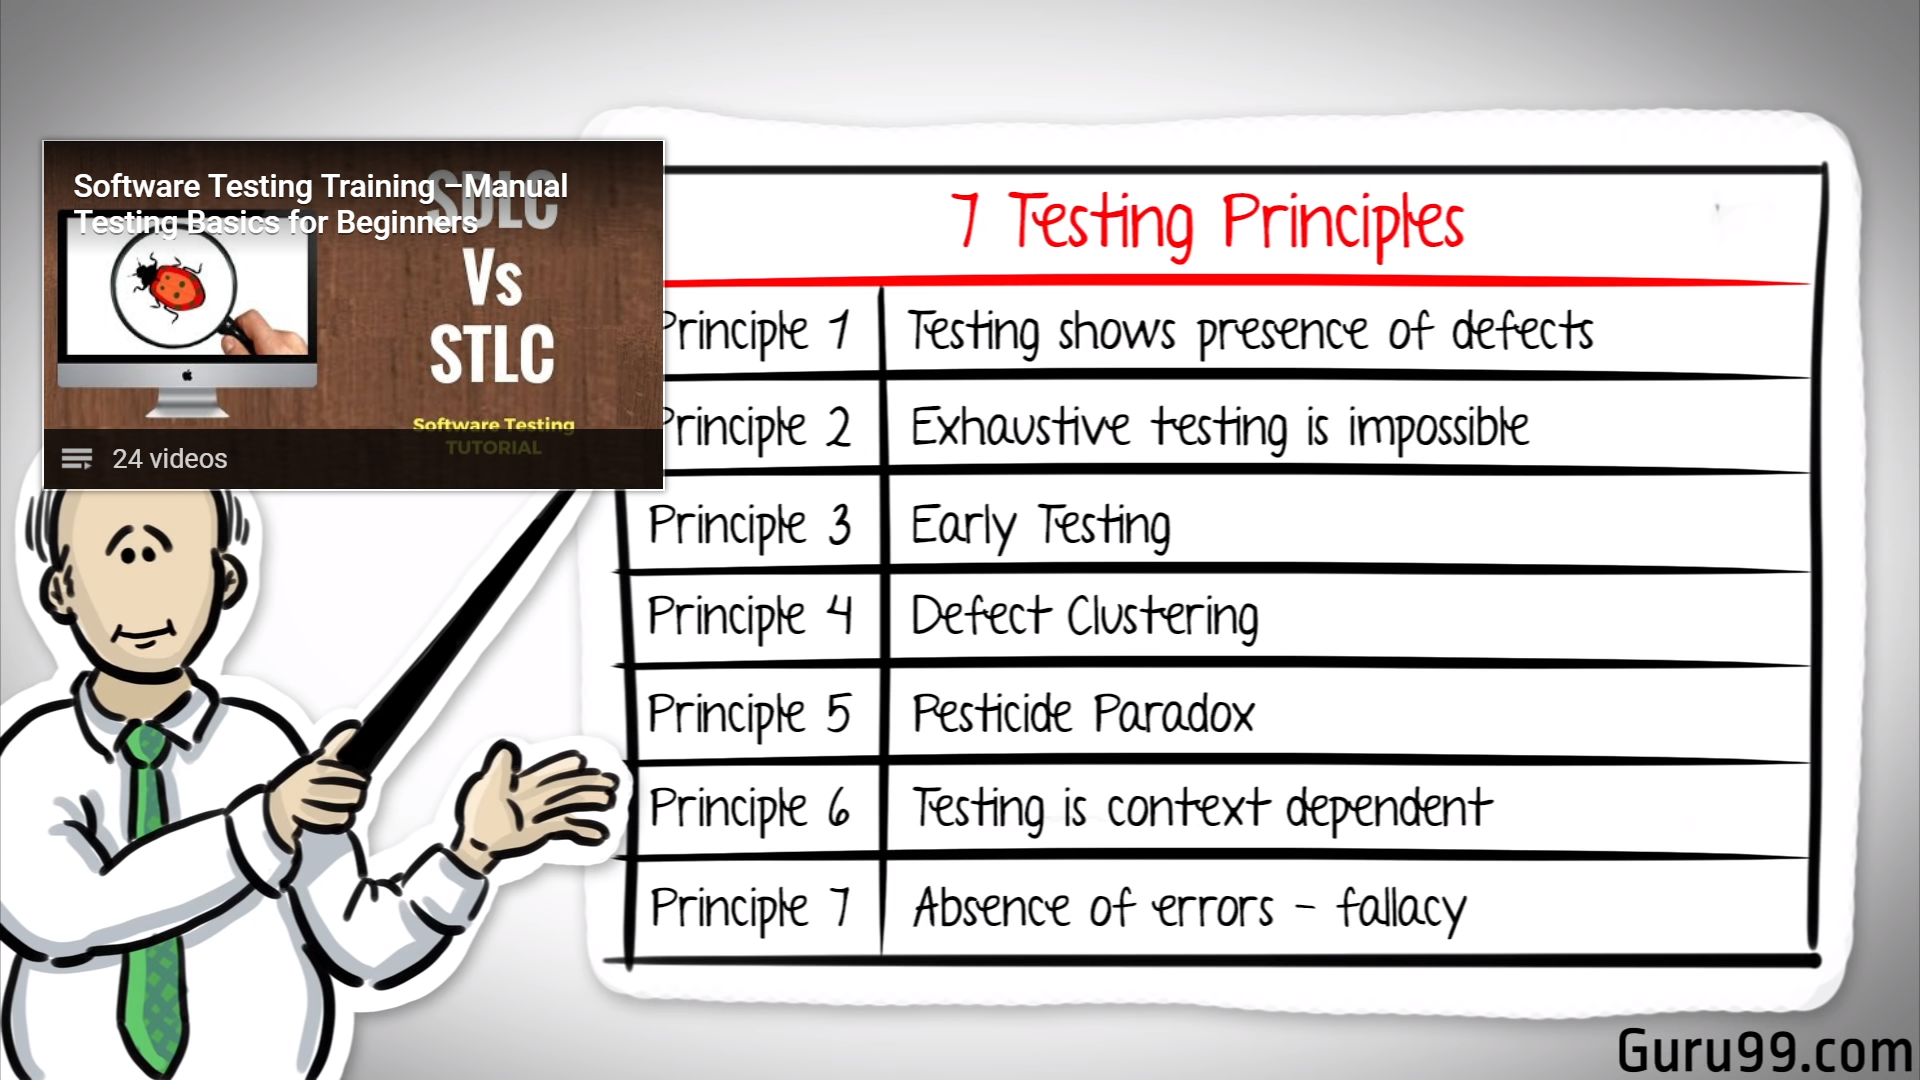 Software Testing Training –Manual
Testing Basics for Beginners
SDLC
Vs
STLC
Software Testing
TUTORIAL
24 videos
7 Testing Principles
Principle 1 Testing shows presence of defects
Principle 2 Exhaustive testing is impossible
Principle 3 Early Testing
Principle 4 Defect Clustering
Principle 5 Pesticide Paradox
Principle 6 Testing is context dependent
Principle 7 Absence of errors - fallacy
Guru99.com